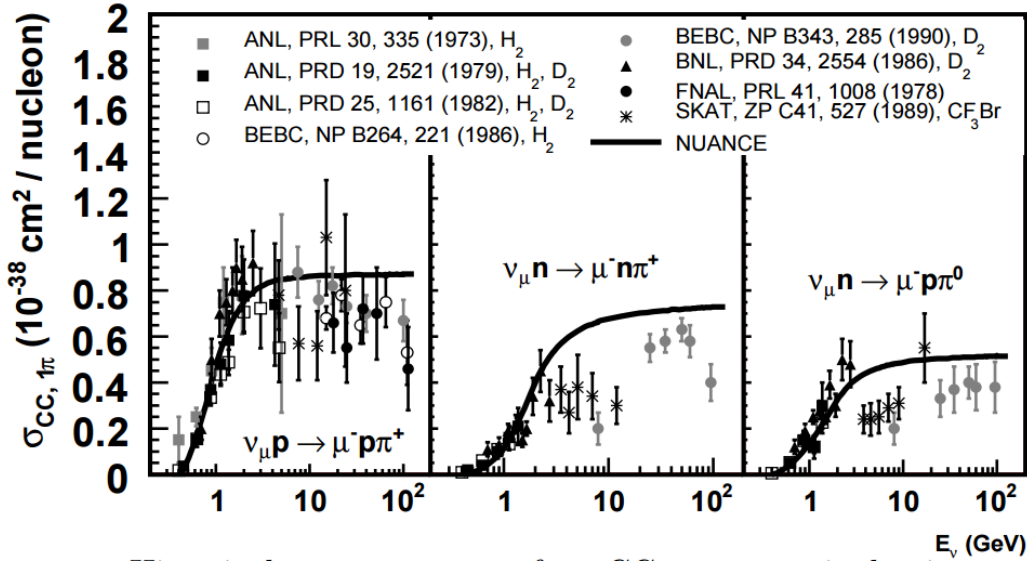 σCC, 1π (10⁻³⁸ cm² / nucleon)
2
1.8
1.6
1.4
1.2
1
0.8
0.6
0.4
0.2
0
ANL, PRL 30, 335 (1973), H₂
ANL, PRD 19, 2521 (1979), H₂, D₂
ANL, PRD 25, 1161 (1982), H₂, D₂
BEBC, NP B264, 221 (1986), H₂
BEBC, NP B343, 285 (1990), D₂
BNL, PRD 34, 2554 (1986), D₂
FNAL, PRL 41, 1008 (1978)
SKAT, ZP C41, 527 (1989), CF₃Br
NUANCE
νμp → μ⁻pπ⁺
νμn → μ⁻nπ⁺
νμn → μ⁻pπ⁰
1 10 10²
1 10 10²
1 10 10²
Eν (GeV)